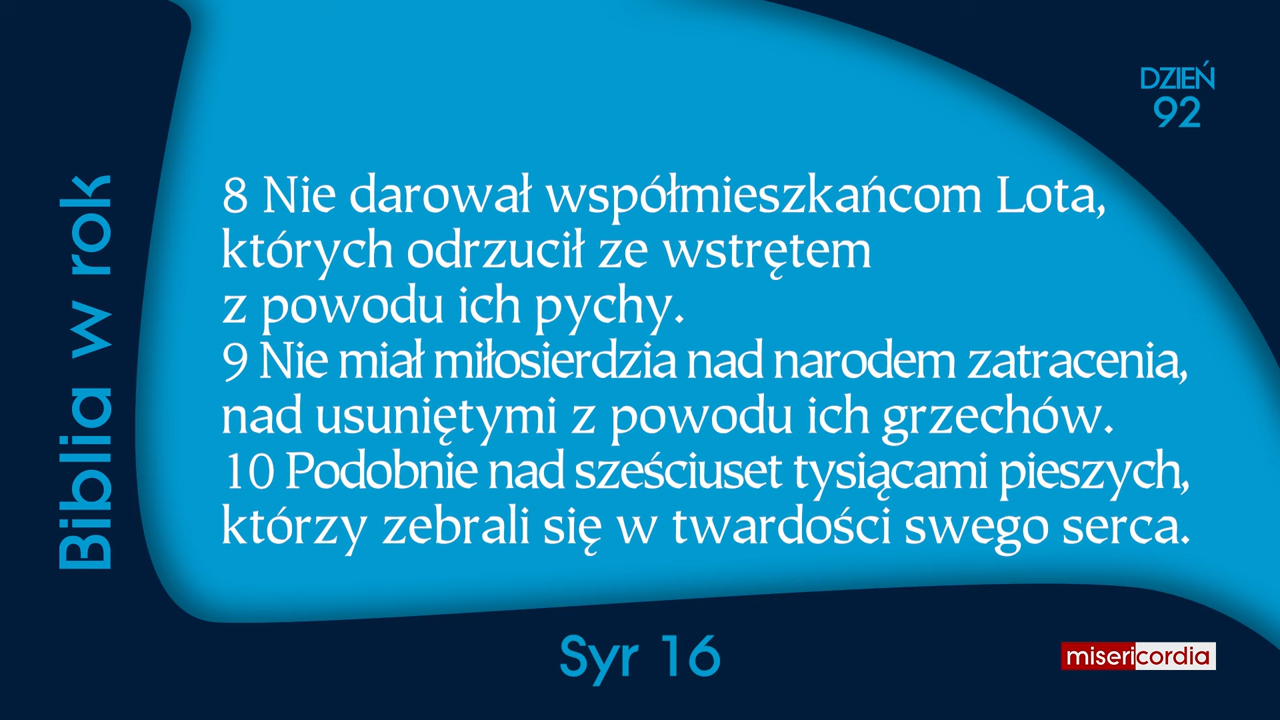 DZIEŃ
92
Biblia w rok
8 Nie darował współmieszkańcom Lota,
których odrzucił ze wstrętem
z powodu ich pychy.
9 Nie miał miłosierdzia nad narodem zatracenia,
nad usuniętymi z powodu ich grzechów.
10 Podobnie nad sześciuset tysiącami pieszych,
którzy zebrali się w twardości swego serca.
Syr 16
misericordia